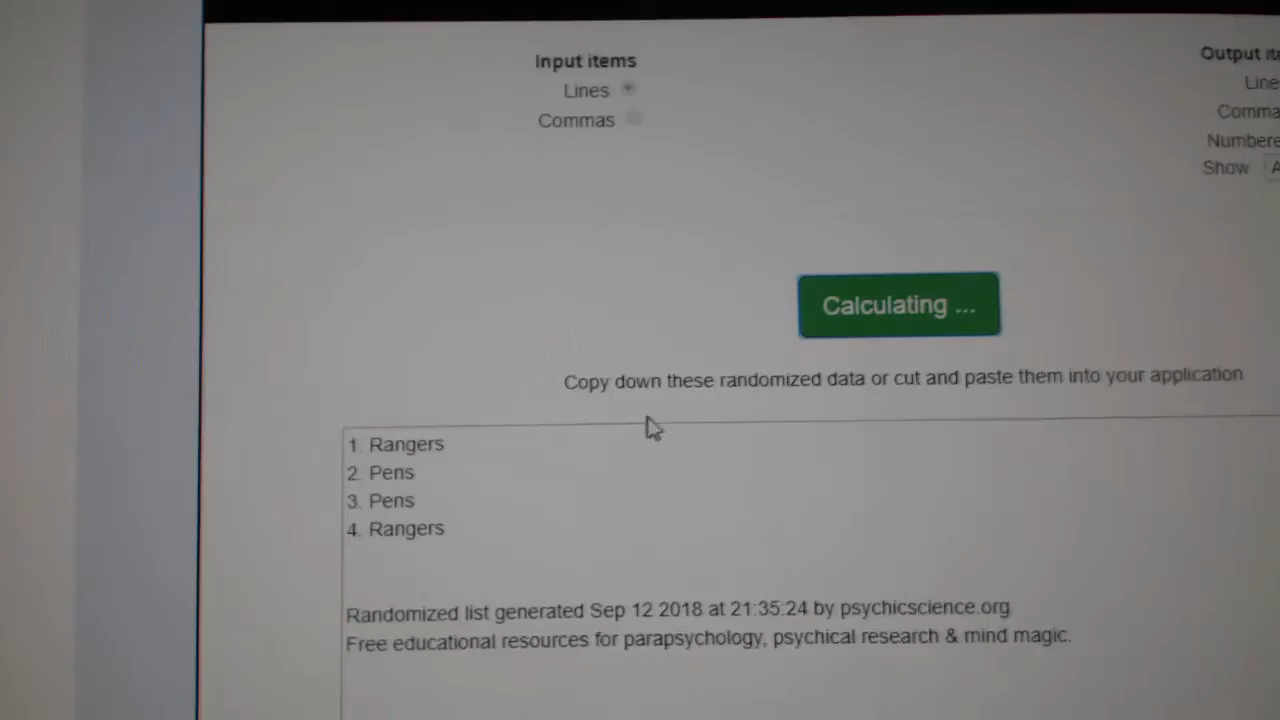 Input items
Lines
Commas
Output
Show
Calculating ...
Copy down these randomized data or cut and paste them into your application
1. Rangers
2. Pens
3. Pens
4. Rangers
Randomized list generated Sep 12 2018 at 21:35:24 by psychicscience.org
Free educational resources for parapsychology, psychical research & mind magic.